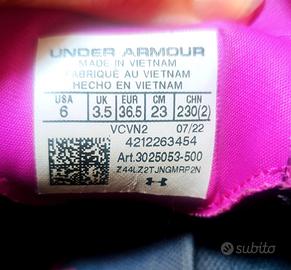 UNDER ARMOUR
MADE IN VIETNAM
FABRIQUÉ AU VIETNAM
HECHO EN VIETNAM
USA UK EUR CM CHN
6 3.5 36.5 23 230(2)
VCVN2 07/22
4212263454
Art.3025053-500
Z44LZ2TJNGMRP2N
subito